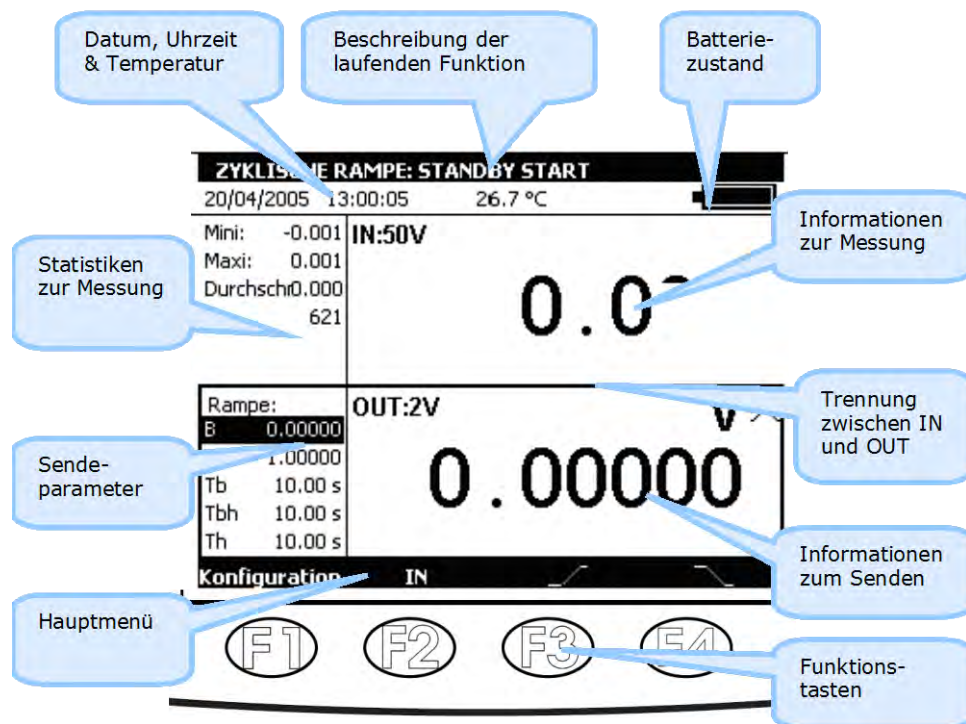 Datum, Uhrzeit
& Temperatur
Beschreibung der
laufenden Funktion
Batterie-
zustand
RAMPE: STANDBY START
20/04/2005 13:00:05 26.7 °C
Mini: -0.001
Maxi: 0.001
Durchschn0.000
621
IN:50V
Informationen
zur Messung
Statistiken
zur Messung
Trennung
zwischen IN
und OUT
Rampe:
B 0.00000
1.00000
Tb 10.00 s
Tbh 10.00 s
Th 10.00 s
OUT:2V
V
0.00000
Sende-
parameter
Informationen
zum Senden
Konfiguration IN
Hauptmenü
F1 F2 F3 F4
Funktions-
tasten